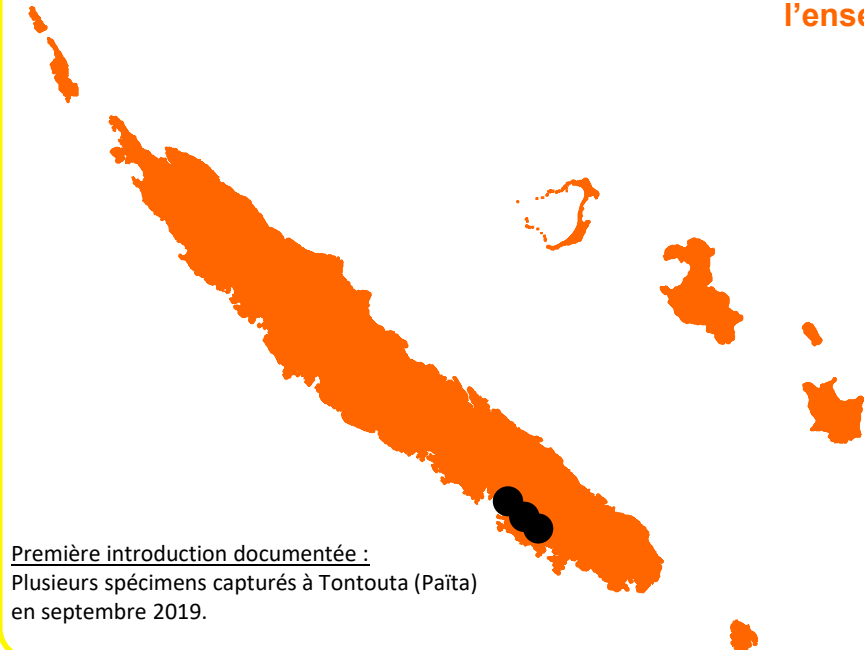 l’ense
Première introduction documentée :
Plusieurs spécimens capturés à Tontouta (Païta)
en septembre 2019.